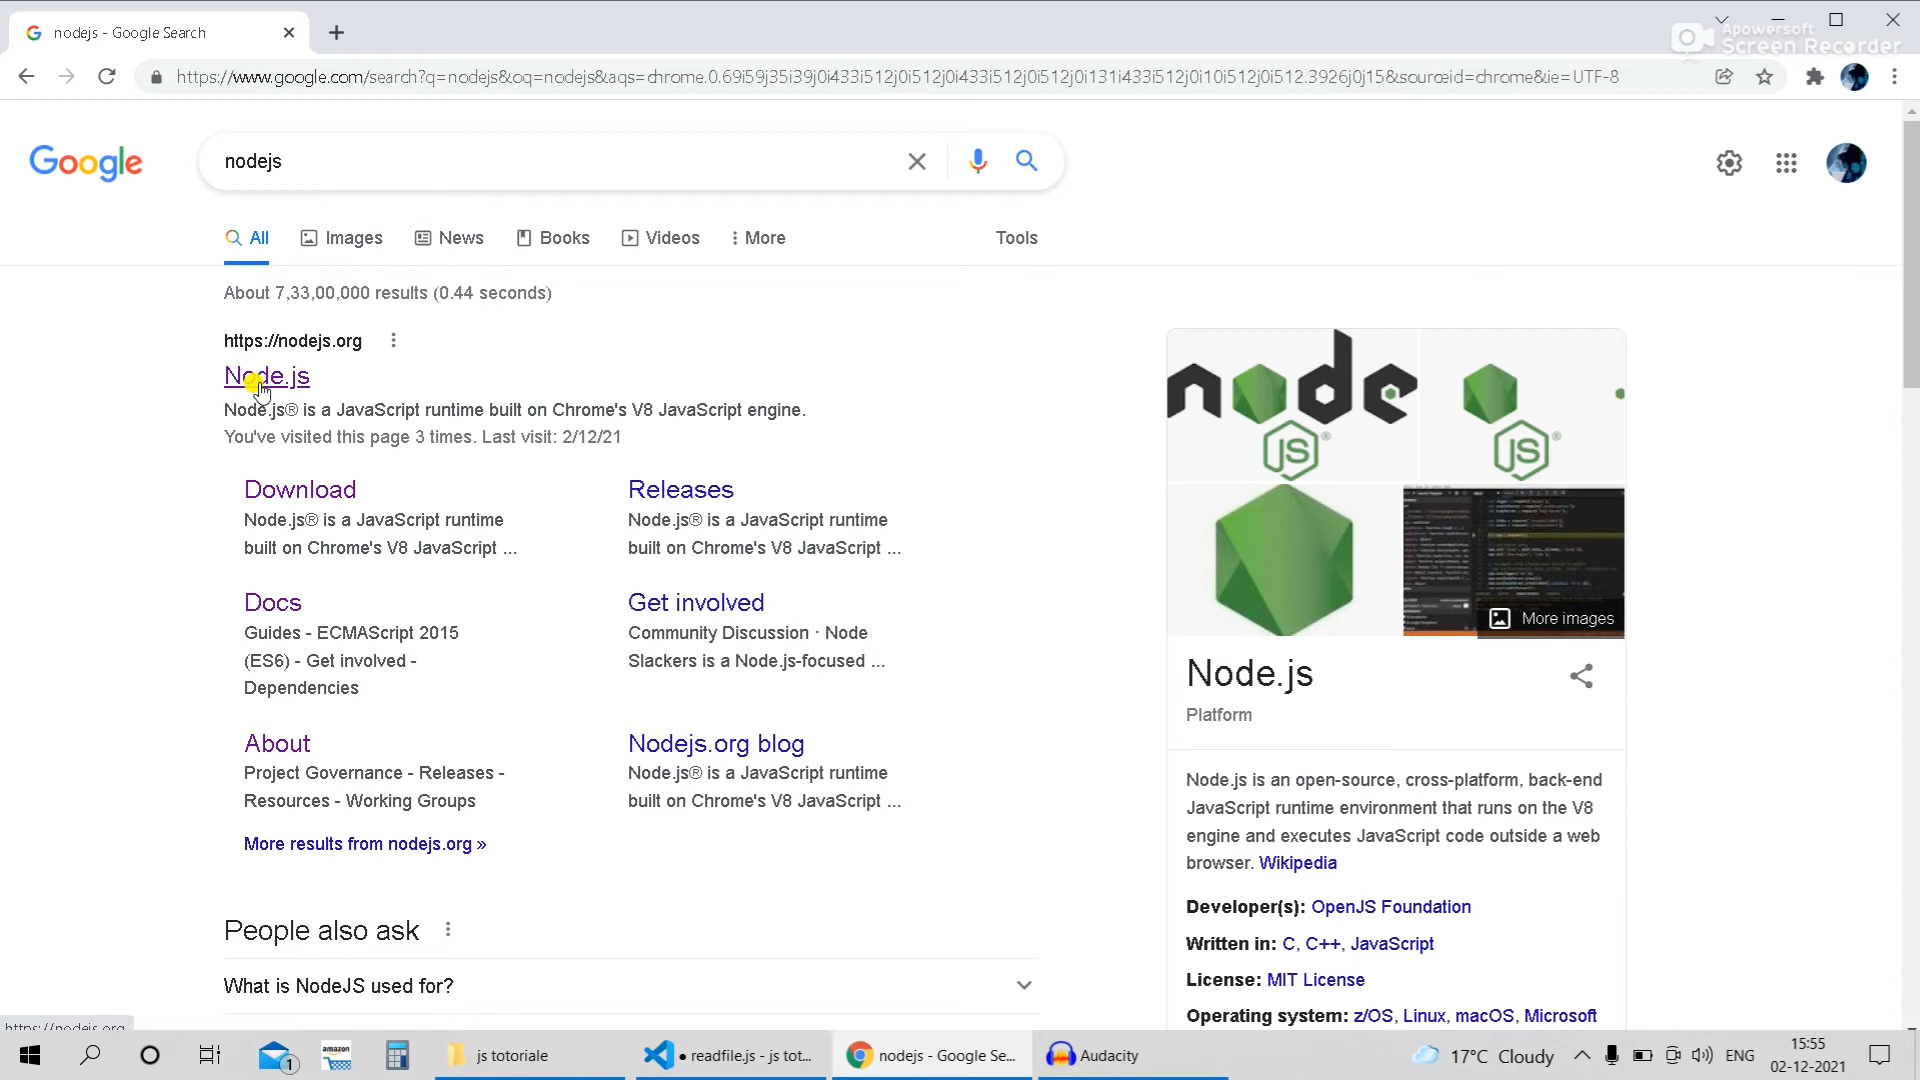 nodejs - Google Search
Apowersoft
Screen Recorder
https://www.google.com/search?q=nodejs&oq=nodejs&aqs=chrome.0.69i59j35i39j0i433i512j0i512j0i433i512j0i512j0i131i433i512j0i10i512j0i512.3926j0j15&sourceid=chrome&ie=UTF-8
Google
nodejs
All
Images
News
Books
Videos
More
Tools
About 7,33,00,000 results (0.44 seconds)
https://nodejs.org
Node.js
Node.js® is a JavaScript runtime built on Chrome's V8 JavaScript engine.
You've visited this page 3 times. Last visit: 2/12/21
Download
Node.js® is a JavaScript runtime
built on Chrome's V8 JavaScript ...
Releases
Node.js® is a JavaScript runtime
built on Chrome's V8 JavaScript ...
Docs
Guides - ECMAScript 2015
(ES6) - Get involved -
Dependencies
Get involved
Community Discussion · Node
Slackers is a Node.js-focused ...
About
Project Governance - Releases -
Resources - Working Groups
Nodejs.org blog
Node.js® is a JavaScript runtime
built on Chrome's V8 JavaScript ...
More results from nodejs.org »
People also ask
What is NodeJS used for?
node
JS
JS
More images
Node.js
Platform
Node.js is an open-source, cross-platform, back-end
JavaScript runtime environment that runs on the V8
engine and executes JavaScript code outside a web
browser. Wikipedia
Developer(s): OpenJS Foundation
Written in: C, C++, JavaScript
License: MIT License
Operating system: z/OS, Linux, macOS, Microsoft
https://nodejs.org
1
amazon
js totoriale
● readfile.js - js tot...
nodejs - Google Se...
Audacity
17°C Cloudy
ENG
15:55
02-12-2021